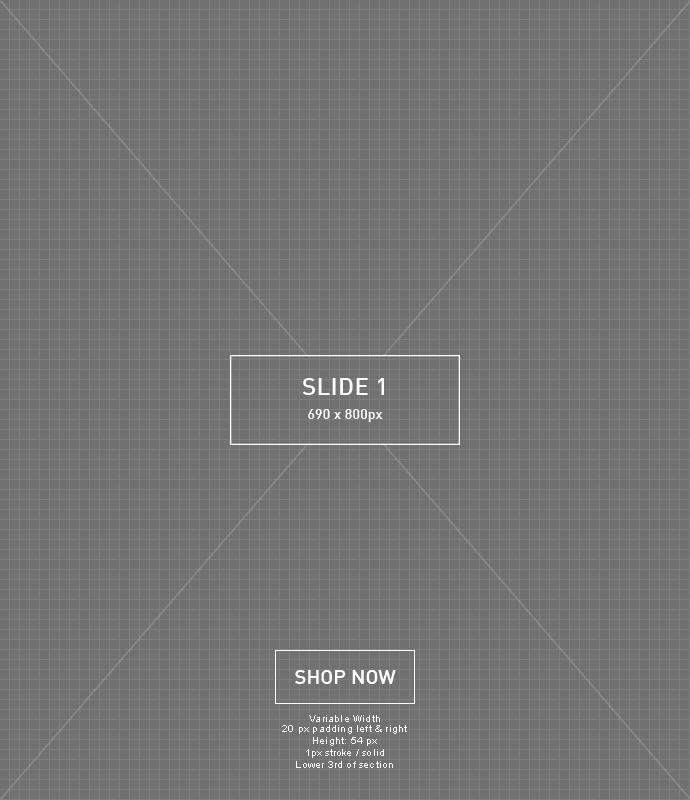 SLIDE 1
690 x 800px
SHOP NOW
Variable Width
20 px padding left & right
Height: 54 px
1px stroke / solid
Lower 3rd of section